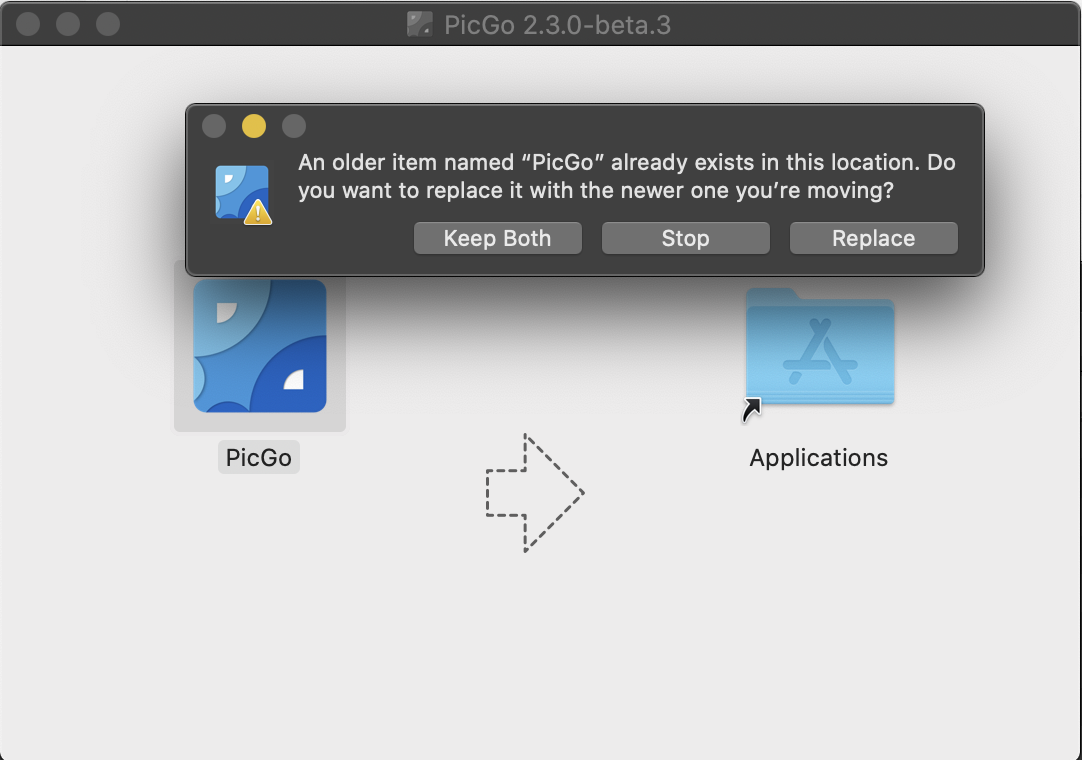 PicGo 2.3.0-beta.3
An older item named “PicGo” already exists in this location. Do
you want to replace it with the newer one you’re moving?
Keep Both
Stop
Replace
PicGo
Applications